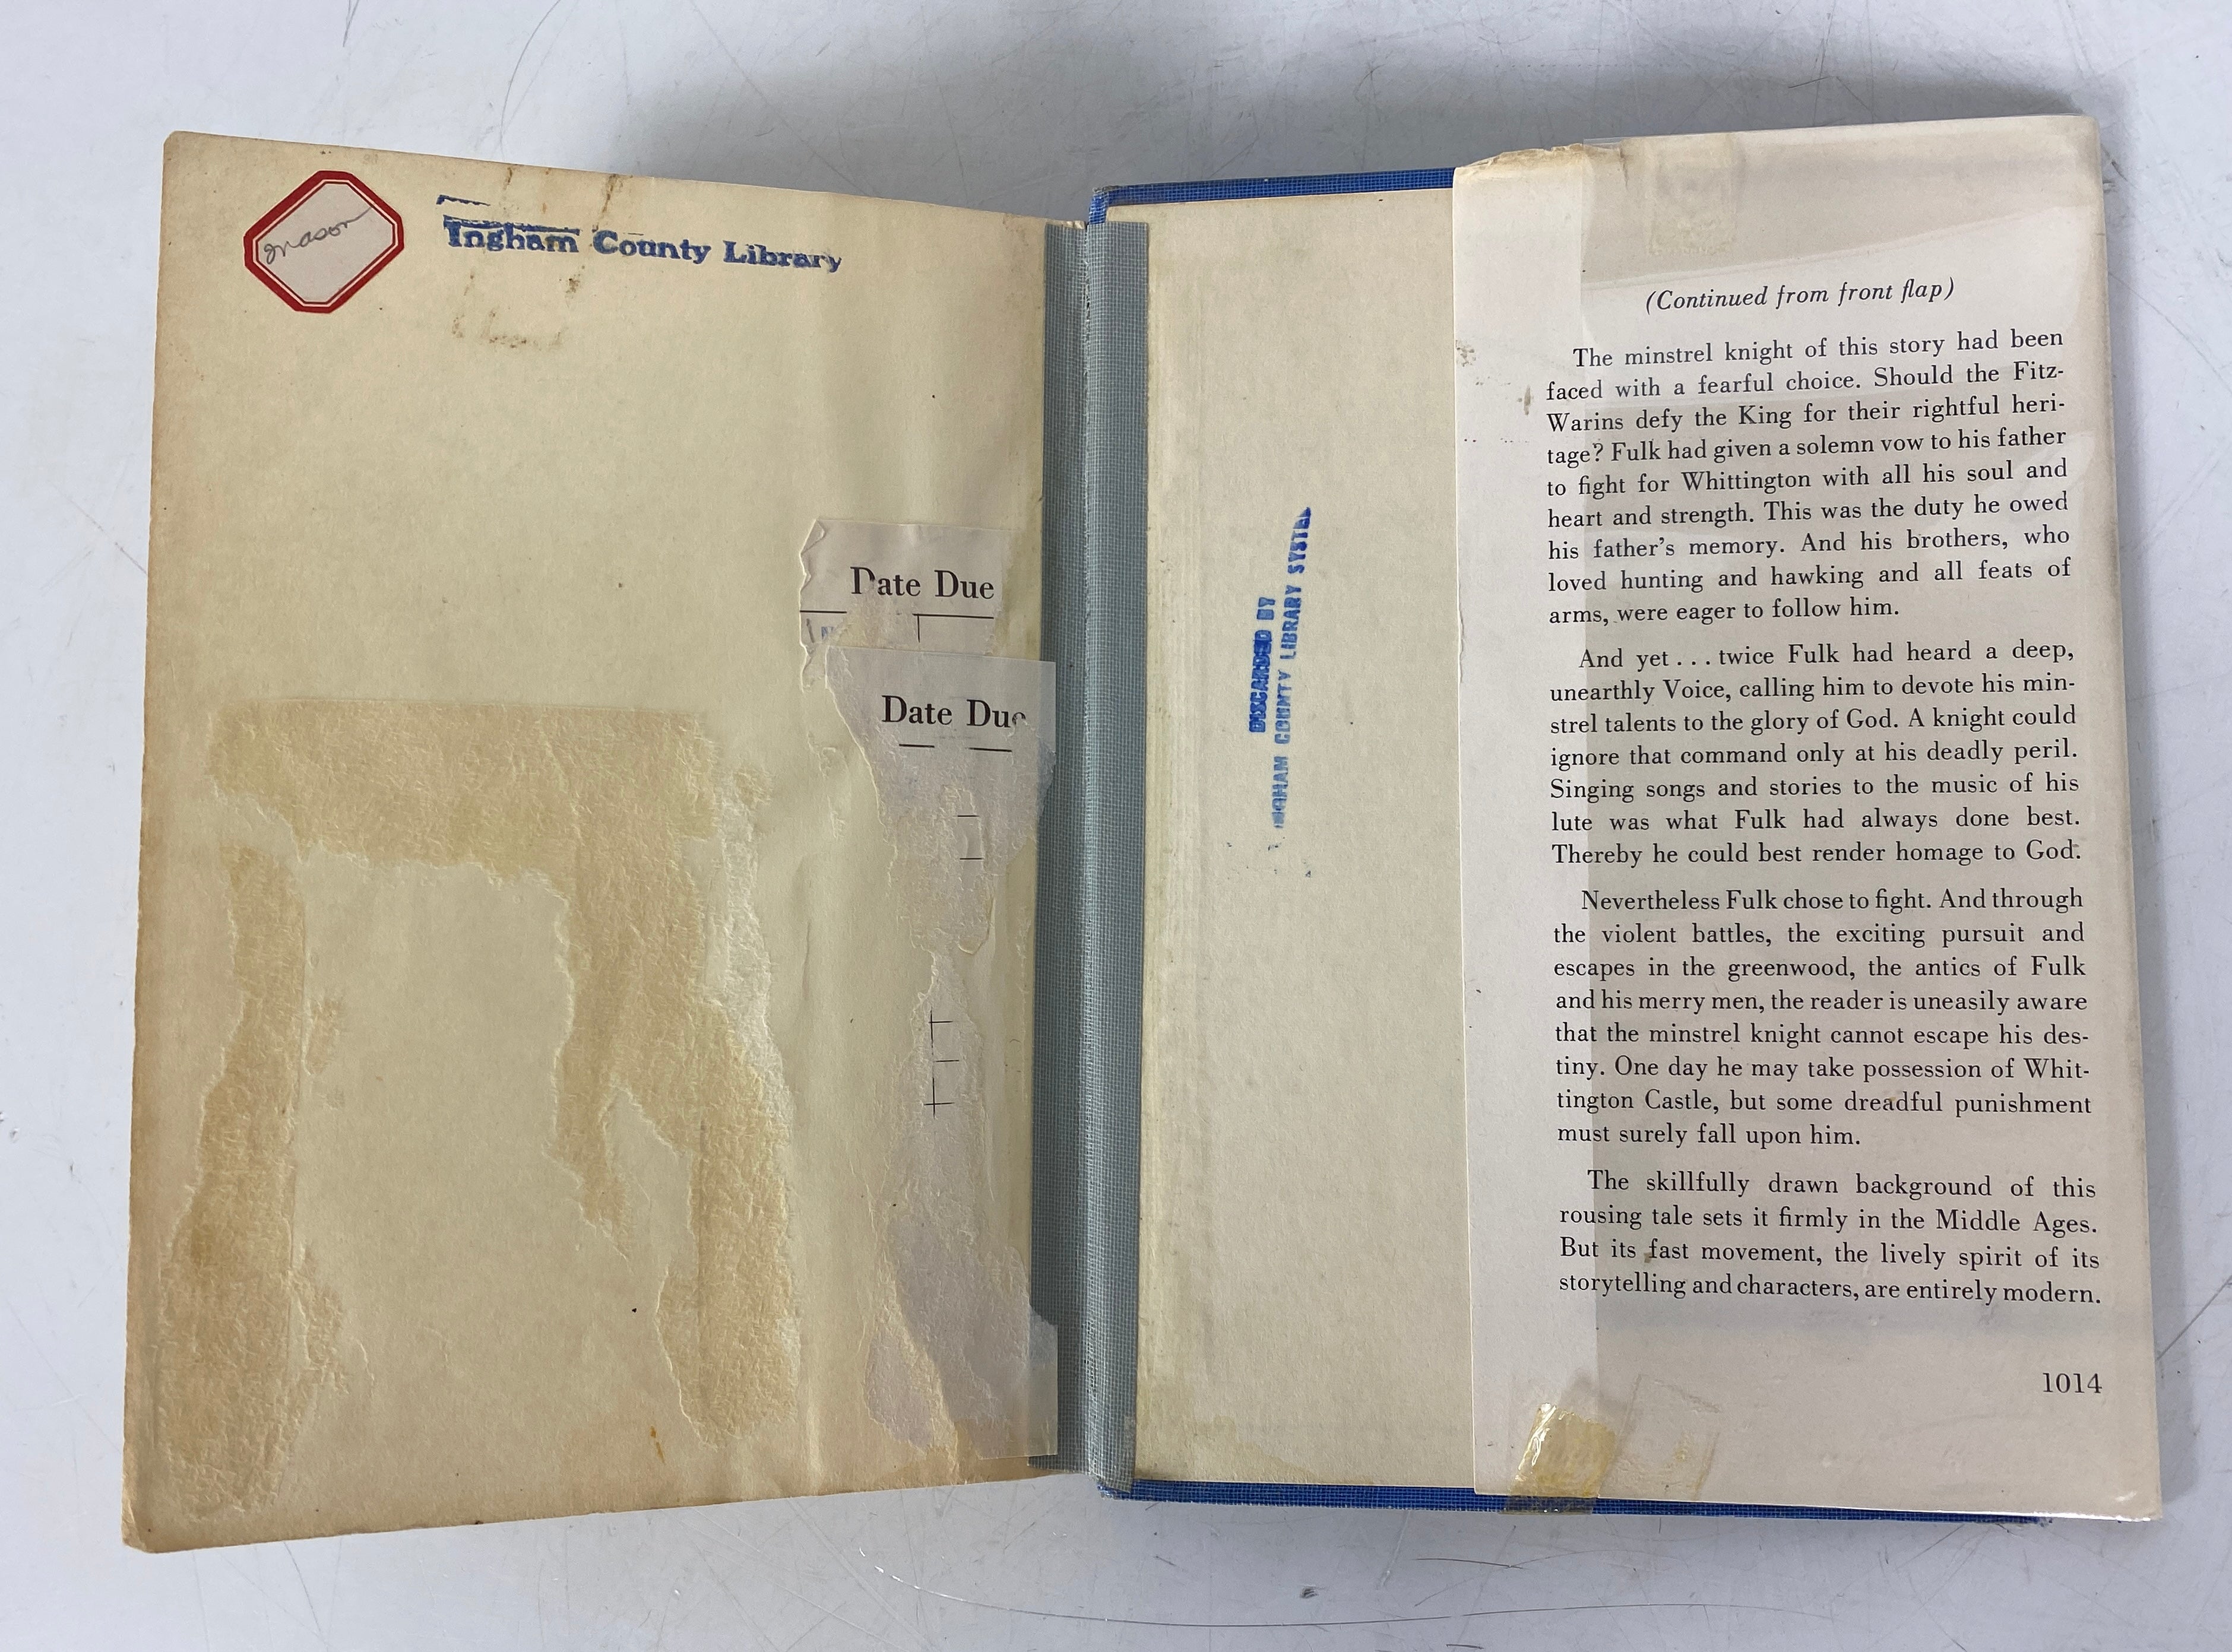 mason
Ingham County Library
Date Due
Date Due
DISCARDED BY
INGHAM COUNTY LIBRARY SYSTEM
(Continued from front flap)
The minstrel knight of this story had been
faced with a fearful choice. Should the Fitz-
Warins defy the King for their rightful heri-
tage? Fulk had given a solemn vow to his father
to fight for Whittington with all his soul and
heart and strength. This was the duty he owed
his father's memory. And his brothers, who
loved hunting and hawking and all feats of
arms, were eager to follow him.
And yet . . . twice Fulk had heard a deep,
unearthly Voice, calling him to devote his min-
strel talents to the glory of God. A knight could
ignore that command only at his deadly peril.
Singing songs and stories to the music of his
lute was what Fulk had always done best.
Thereby he could best render homage to God.
Nevertheless Fulk chose to fight. And through
the violent battles, the exciting pursuit and
escapes in the greenwood, the antics of Fulk
and his merry men, the reader is uneasily aware
that the minstrel knight cannot escape his des-
tiny. One day he may take possession of Whit-
tington Castle, but some dreadful punishment
must surely fall upon him.
The skillfully drawn background of this
rousing tale sets it firmly in the Middle Ages.
But its fast movement, the lively spirit of its
storytelling and characters, are entirely modern.
1014